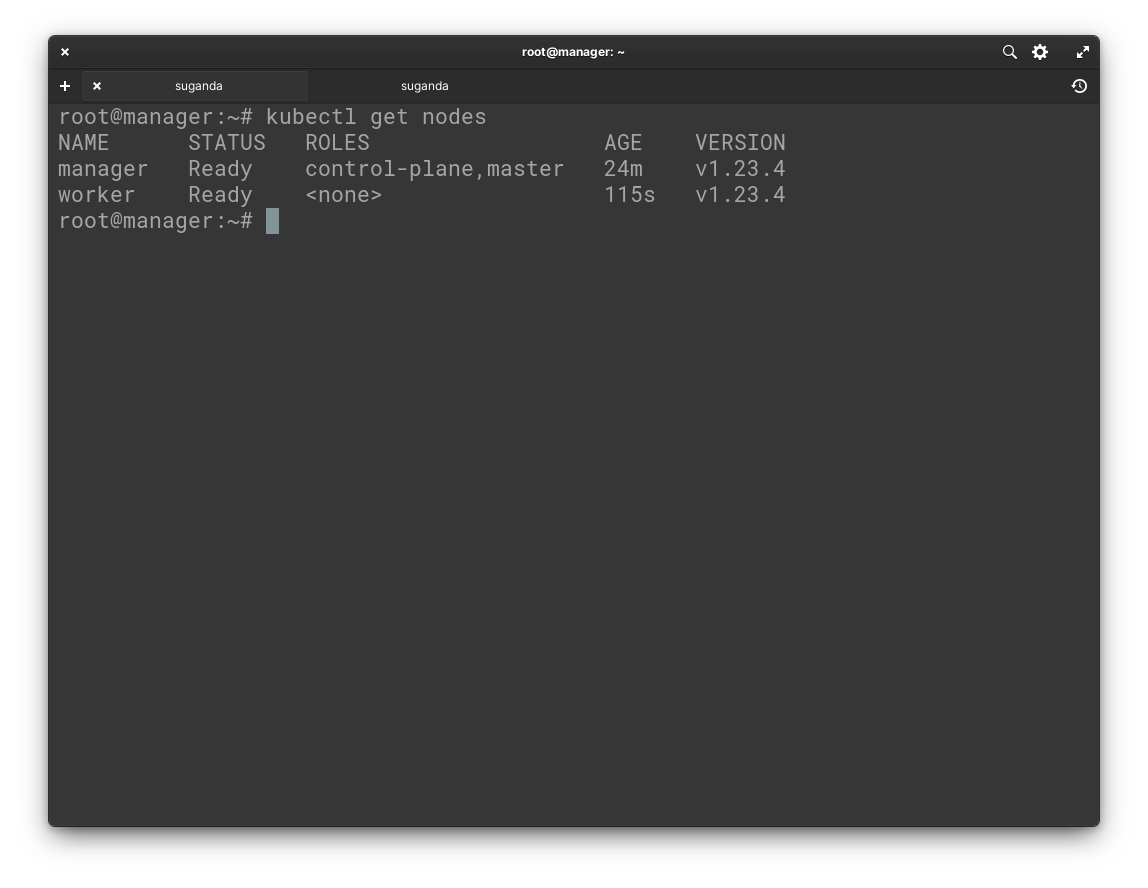 root@manager: ~
suganda suganda
root@manager:~# kubectl get nodes
NAME STATUS ROLES AGE VERSION
manager Ready control-plane,master 24m v1.23.4
worker Ready <none> 115s v1.23.4
root@manager:~#